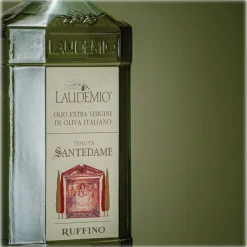 LAUDEMIO
LAUDEMIO®
OLIO EXTRA VERGINE
DI OLIVA ITALIANO
TENUTA
SANTEDAME
RUFFINO